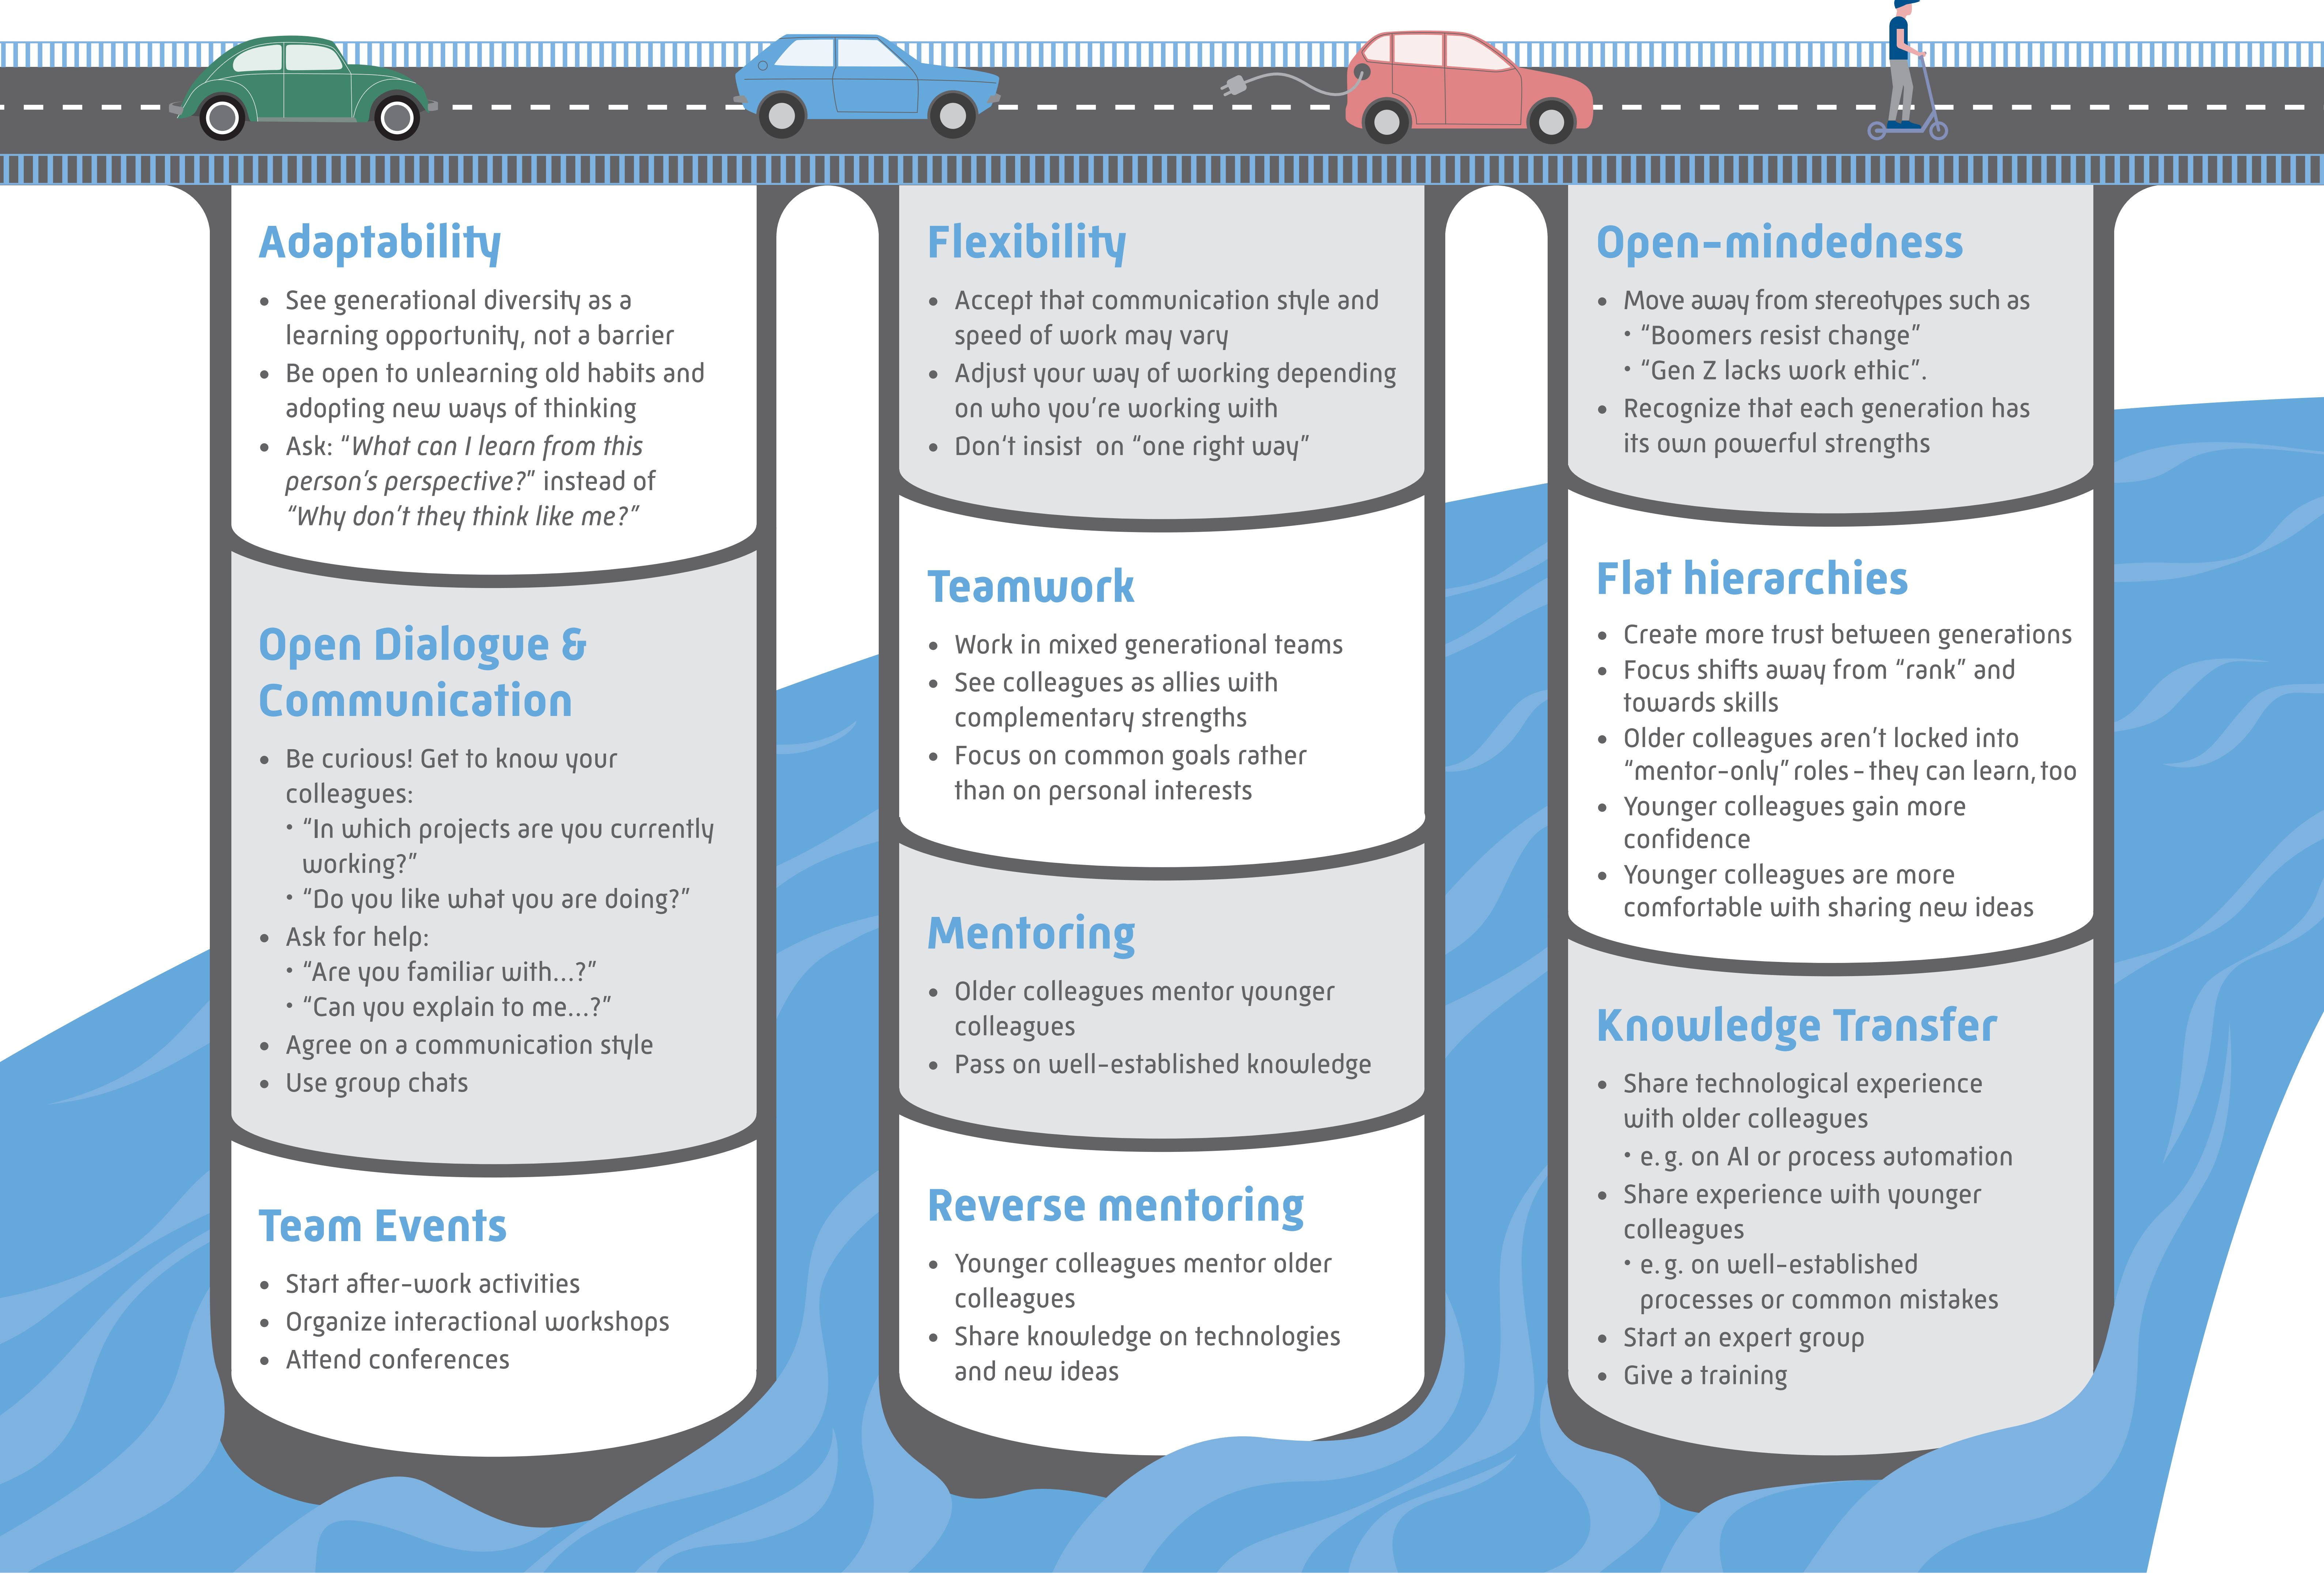 Adaptability
• See generational diversity as a
learning opportunity, not a barrier
• Be open to unlearning old habits and
adopting new ways of thinking
• Ask: “What can I learn from this
person’s perspective?” instead of
“Why don’t they think like me?”
Open Dialogue &
Communication
• Be curious! Get to know your
colleagues:
• “In which projects are you currently
working?”
• “Do you like what you are doing?”
• Ask for help:
• “Are you familiar with...?”
• “Can you explain to me...?”
• Agree on a communication style
• Use group chats
Team Events
• Start after-work activities
• Organize interactional workshops
• Attend conferences
Flexibility
• Accept that communication style and
speed of work may vary
• Adjust your way of working depending
on who you’re working with
• Don‘t insist on “one right way”
Teamwork
• Work in mixed generational teams
• See colleagues as allies with
complementary strengths
• Focus on common goals rather
than on personal interests
Mentoring
• Older colleagues mentor younger
colleagues
• Pass on well-established knowledge
Reverse mentoring
• Younger colleagues mentor older
colleagues
• Share knowledge on technologies
and new ideas
Open-mindedness
• Move away from stereotypes such as
• “Boomers resist change”
• “Gen Z lacks work ethic”.
• Recognize that each generation has
its own powerful strengths
Flat hierarchies
• Create more trust between generations
• Focus shifts away from “rank” and
towards skills
• Older colleagues aren’t locked into
“mentor-only” roles – they can learn, too
• Younger colleagues gain more
confidence
• Younger colleagues are more
comfortable with sharing new ideas
Knowledge Transfer
• Share technological experience
with older colleagues
• e. g. on AI or process automation
• Share experience with younger
colleagues
• e. g. on well-established
processes or common mistakes
• Start an expert group
• Give a training